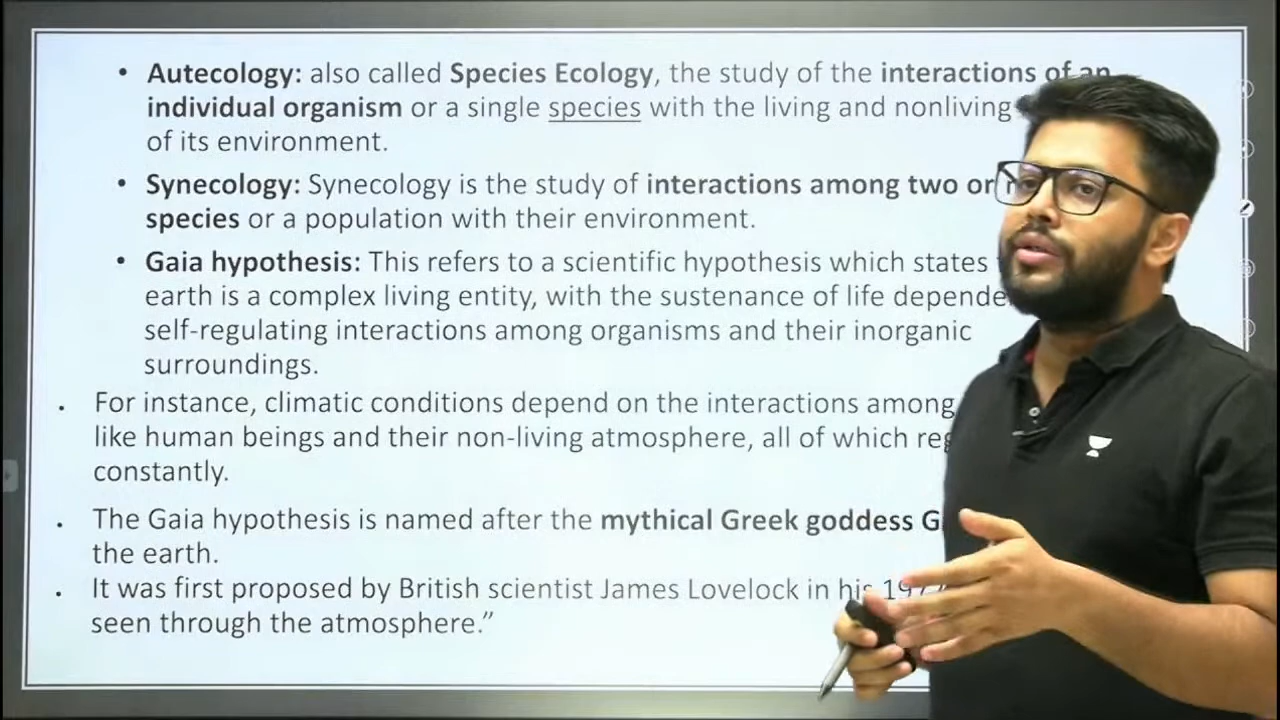 • Autecology: also called Species Ecology, the study of the interactions of an
individual organism or a single species with the living and nonliving
of its environment.
• Synecology: Synecology is the study of interactions among two or
species or a population with their environment.
• Gaia hypothesis: This refers to a scientific hypothesis which states
earth is a complex living entity, with the sustenance of life
self-regulating interactions among organisms and their inorganic
surroundings.
. For instance, climatic conditions depend on the interactions among
like human beings and their non-living atmosphere, all of which
constantly.
. The Gaia hypothesis is named after the mythical Greek goddess
the earth.
. It was first proposed by British scientist James Lovelock in his
seen through the atmosphere.”